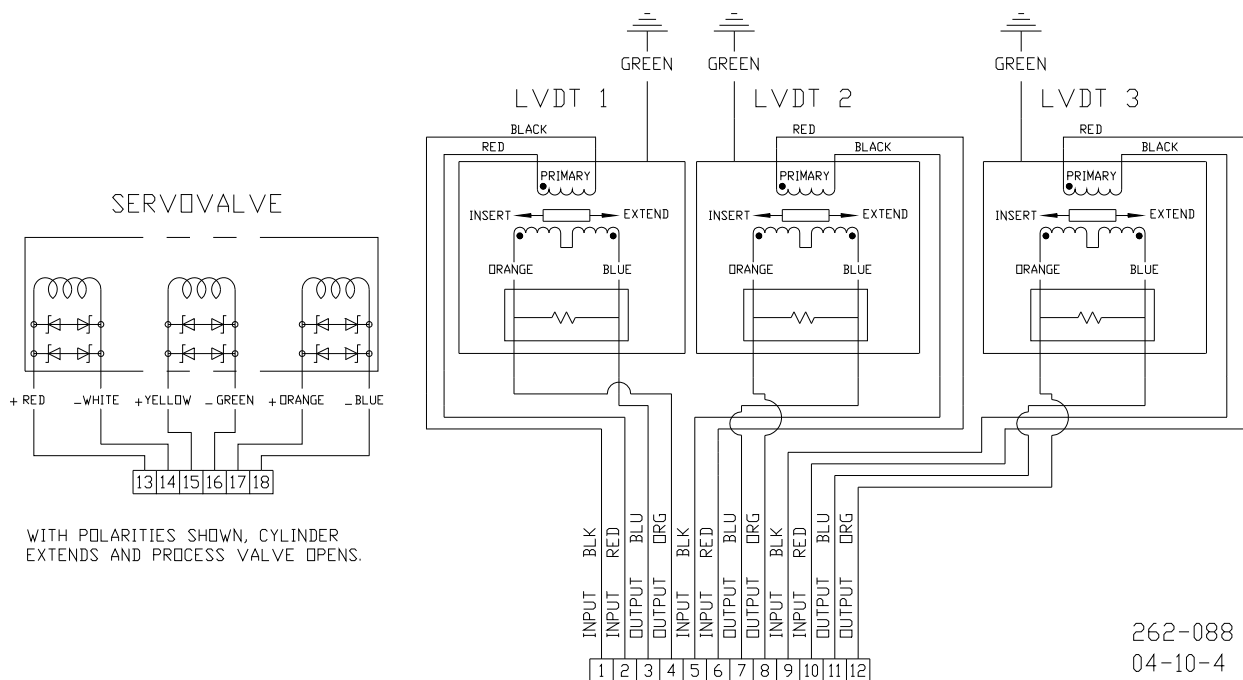 GREEN GREEN GREEN
LVDT 1 LVDT 2 LVDT 3
BLACK RED RED
RED BLACK BLACK
PRIMARY PRIMARY PRIMARY
SERVOVALVE
INSERT EXTEND INSERT EXTEND INSERT EXTEND
ORANGE BLUE ORANGE BLUE ORANGE BLUE
+ RED -WHITE +YELLOW -GREEN +ORANGE -BLUE
13 14 15 16 17 18
WITH POLARITIES SHOWN, CYLINDER
EXTENDS AND PROCESS VALVE OPENS.
INPUT BLK
INPUT RED
OUTPUT BLU
OUTPUT ORG
INPUT BLK
INPUT RED
OUTPUT BLU
OUTPUT ORG
INPUT BLK
INPUT RED
OUTPUT BLU
OUTPUT ORG
1 2 3 4 5 6 7 8 9 10 11 12
262-088
04-10-4